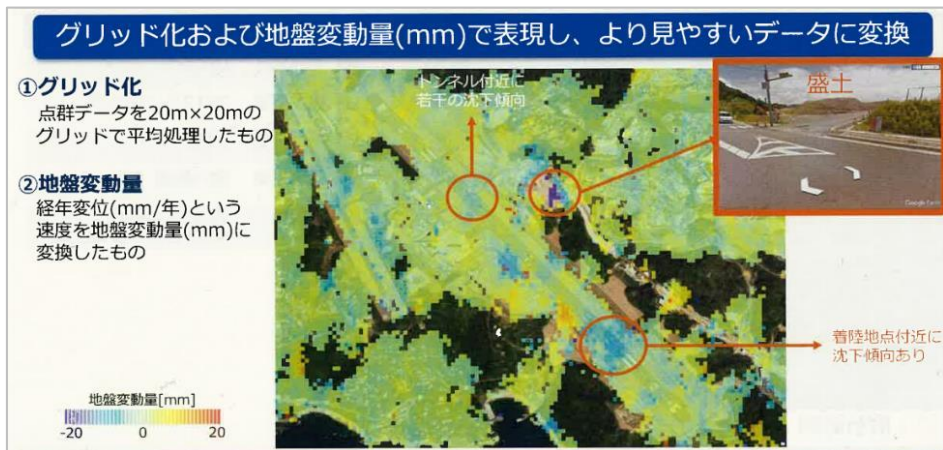 グリッド化および地盤変動量(mm)で表現し、より見やすいデータに変換
①グリッド化
点群データを20m×20mの
グリッドで平均処理したもの
②地盤変動量
経年変位(mm/年)という
速度を地盤変動量(mm)に
変換したもの
トンネル付近に
若干の沈下傾向
盛土
Google Earth
着陸地点付近に
沈下傾向あり
地盤変動量[mm]
-20 0 20